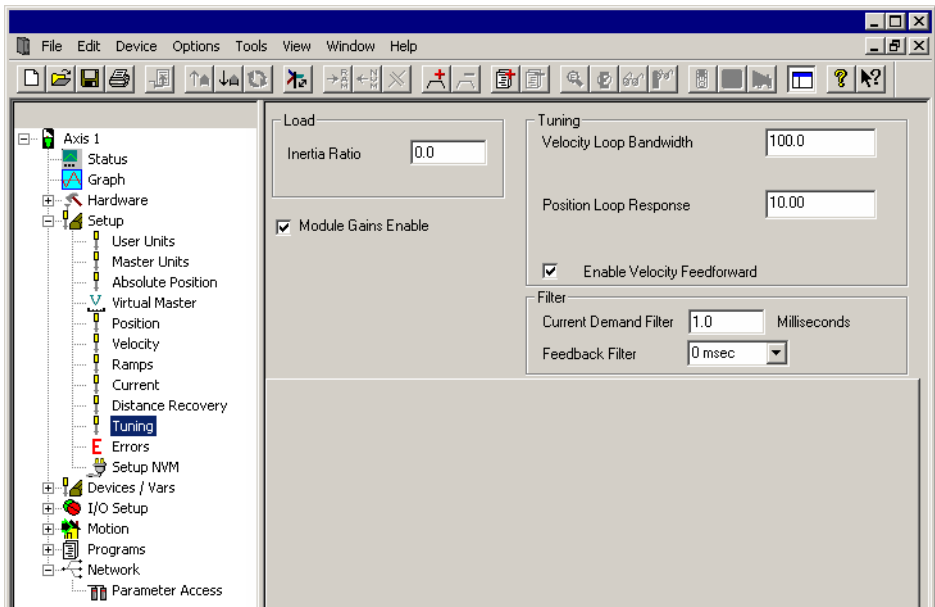 File Edit Device Options Tools View Window Help
Axis 1
Status
Graph
Hardware
Setup
User Units
Master Units
Absolute Position
Virtual Master
Position
Velocity
Ramps
Current
Distance Recovery
Tuning
Errors
Setup NVM
Devices / Vars
I/O Setup
Motion
Programs
Network
Parameter Access
Load
Inertia Ratio 0.0
Module Gains Enable
Tuning
Velocity Loop Bandwidth 100.0
Position Loop Response 10.00
Enable Velocity Feedforward
Filter
Current Demand Filter 1.0 Milliseconds
Feedback Filter 0 msec